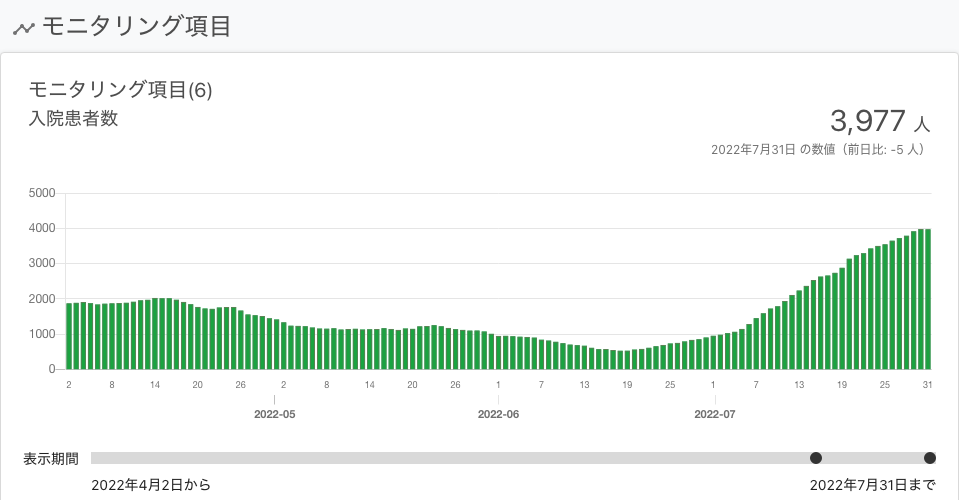 モニタリング項目
モニタリング項目(6)
入院患者数
3,977 人
2022年7月31日 の数値（前日比: -5 人）
5000
4000
3000
2000
1000
0
2 8 14 20 26 2 8 14 20 26 1 7 13 19 25 1 7 13 19 25 31
2022-05 2022-06 2022-07
表示期間
2022年4月2日から 2022年7月31日まで